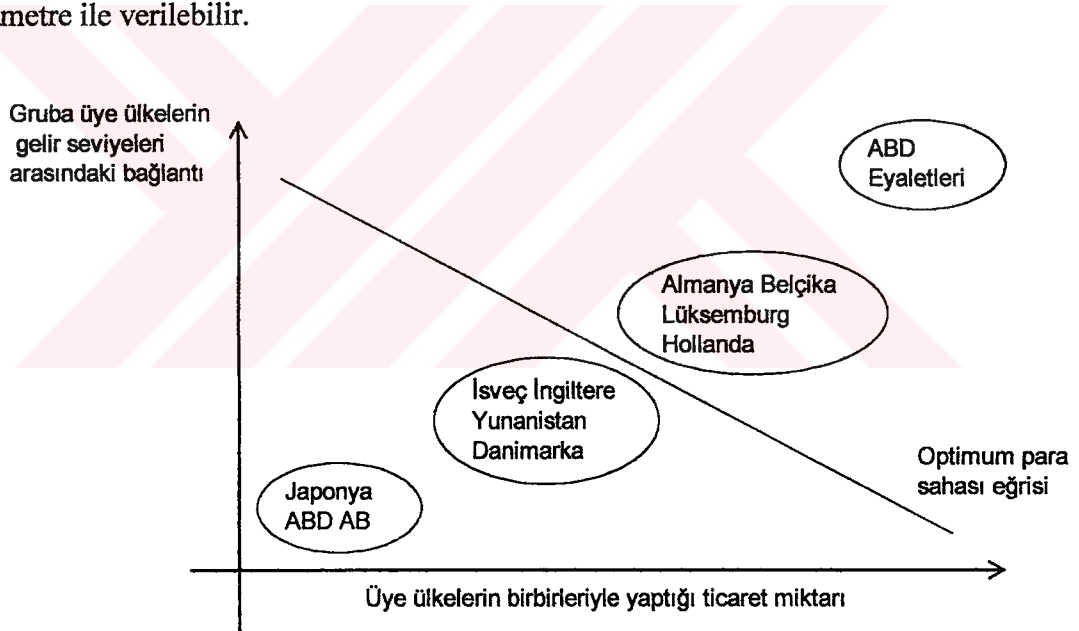 metre ile verilebilir.
Gruba üye ülkelerin
gelir seviyeleri
arasındaki bağlantı
ABD
Eyaletleri
Almanya Belçika
Lüksemburg
Hollanda
İsveç İngiltere
Yunanistan
Danimarka
Optimum para
sahası eğrisi
Japonya
ABD AB
Üye ülkelerin birbirleriyle yaptığı ticaret miktarı